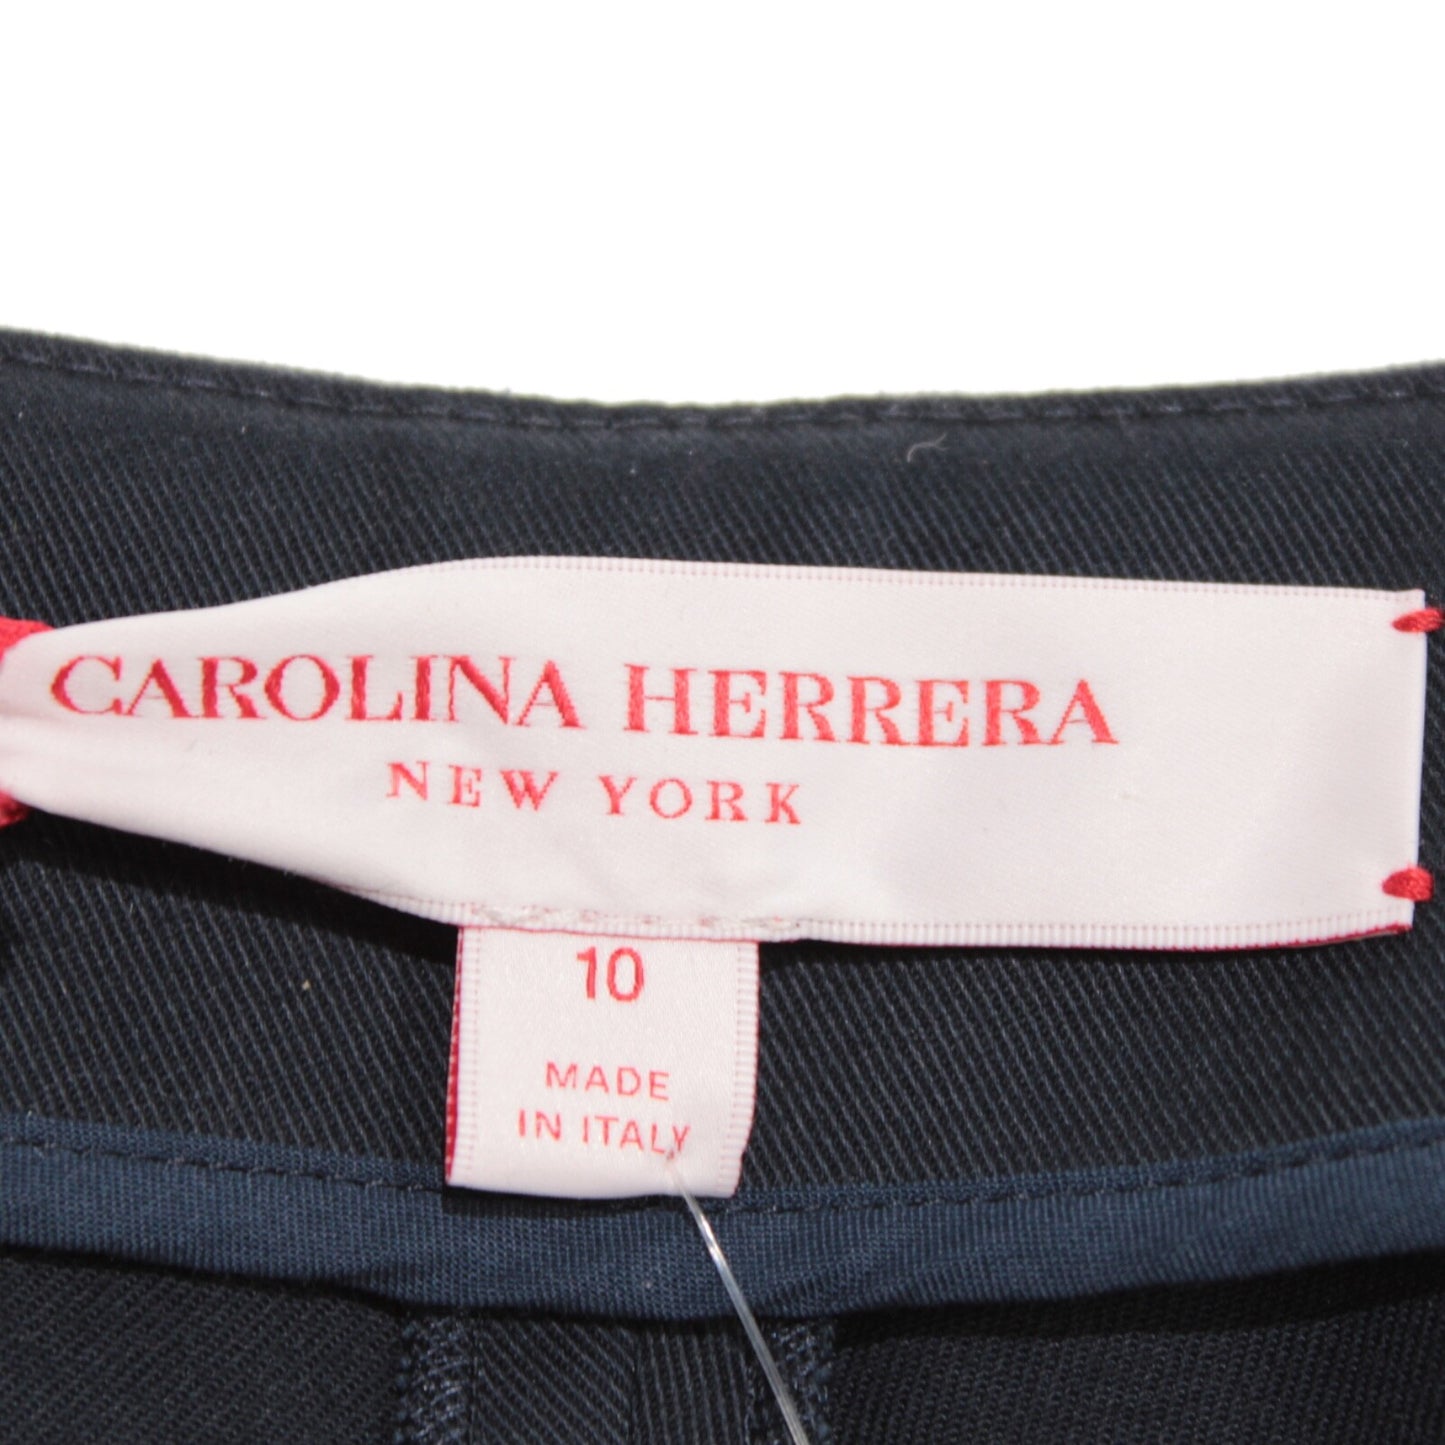 CAROLINA HERRERA
NEW YORK
10
MADE
IN ITALY